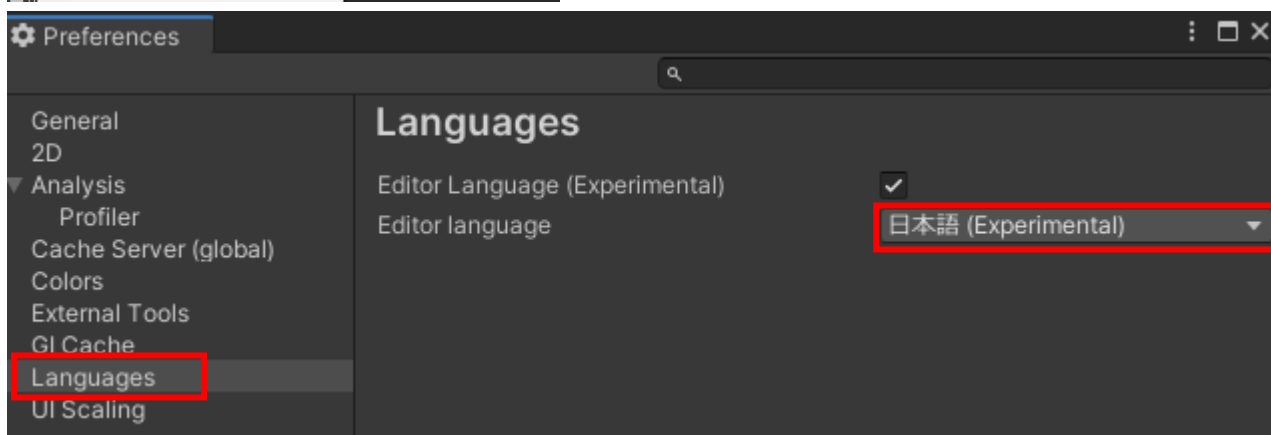 Preferences
General
2D
Analysis
Profiler
Cache Server (global)
Colors
External Tools
GI Cache
Languages
UI Scaling
Languages
Editor Language (Experimental)
Editor language
日本語 (Experimental)